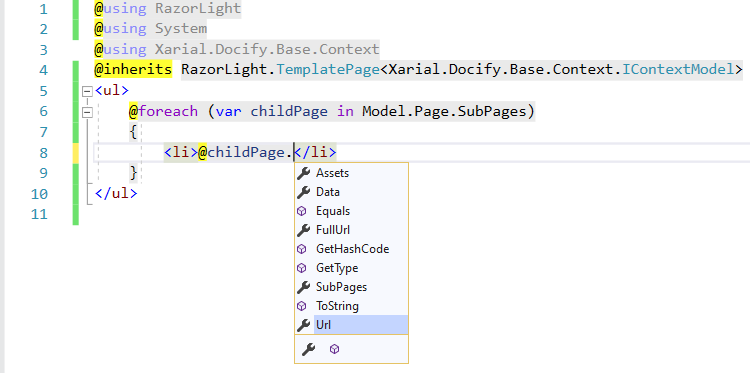 1 @using RazorLight
2 @using System
3 @using Xarial.Docify.Base.Context
4 @inherits RazorLight.TemplatePage<Xarial.Docify.Base.Context.IContextModel>
5 <ul>
6 @foreach (var childPage in Model.Page.SubPages)
7 {
8 <li>@childPage.</li>
9 }
10 </ul>
11
Assets
Data
Equals
FullUrl
GetHashCode
GetType
SubPages
ToString
Url